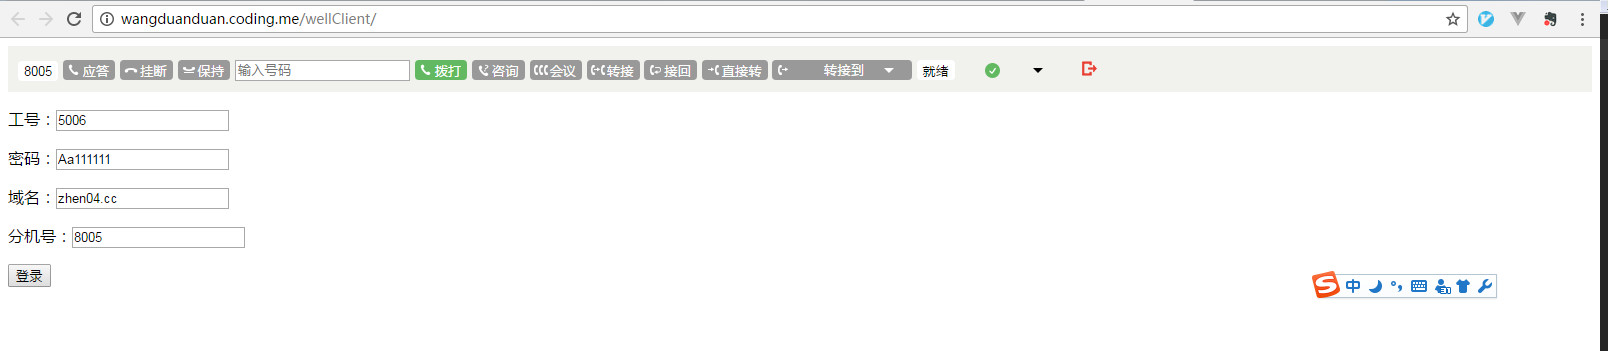 wangduanduan.coding.me/wellClient/
8005 应答 挂断 保持 输入号码 拨打 咨询 会议 转接 接回 直接转 转接到 就绪
工号：5006
密码：Aa111111
域名：zhen04.cc
分机号：8005
登录
S 中